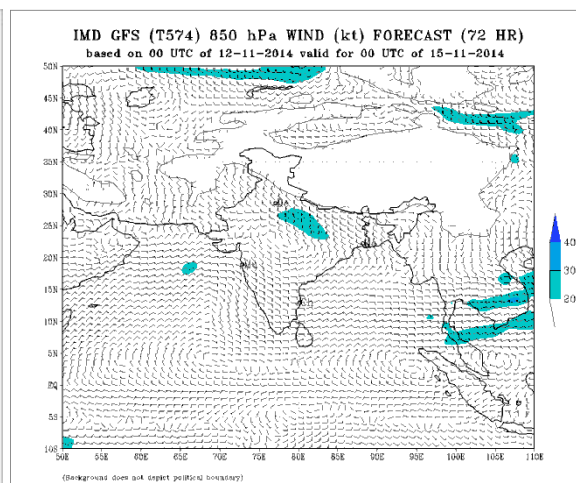 IMD GFS (T574) 850 hPa WIND (kt) FORECAST (72 HR)
based on 00 UTC of 12-11-2014 valid for 00 UTC of 15-11-2014
50N
45N
40N
35N
30N
25N
20N
15N
10N
5N
EQ
5S
10S
50E 55E 60E 65E 70E 75E 80E 85E 90E 95E 100E 105E 110E
40
30
20
(Background does not depict political boundary)